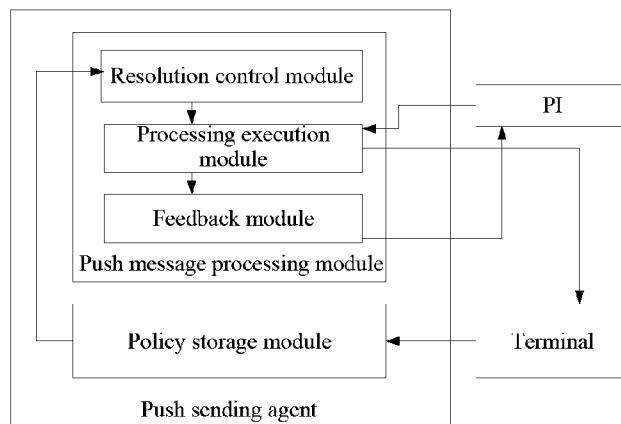 Resolution control module
Processing execution
module
PI
Feedback module
Push message processing module
Policy storage module
Terminal
Push sending agent